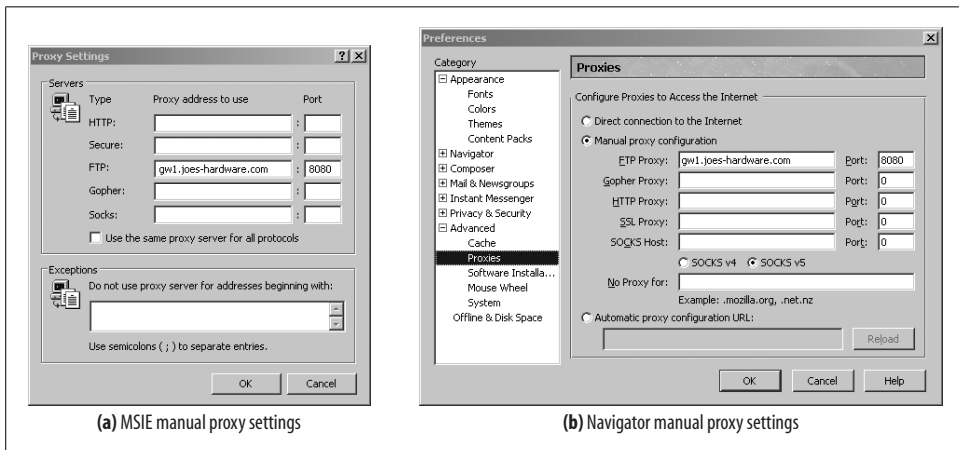 Proxy Settings
Servers
Type Proxy address to use Port
HTTP: :
Secure: :
FTP: gw1.joes-hardware.com : 8080
Gopher: :
Socks: :
Use the same proxy server for all protocols
Exceptions
Do not use proxy server for addresses beginning with:
Use semicolons ( ; ) to separate entries.
OK Cancel
(a) MSIE manual proxy settings
Preferences
Category
Appearance
Fonts
Colors
Themes
Content Packs
Navigator
Composer
Mail & Newsgroups
Instant Messenger
Privacy & Security
Advanced
Cache
Proxies
Software Installa...
Mouse Wheel
System
Offline & Disk Space
Proxies
Configure Proxies to Access the Internet
Direct connection to the Internet
Manual proxy configuration
FTP Proxy: gw1.joes-hardware.com Port: 8080
Gopher Proxy: Port: 0
HTTP Proxy: Port: 0
SSL Proxy: Port: 0
SOCKS Host: Port: 0
SOCKS v4 SOCKS v5
No Proxy for:
Example: .mozilla.org, .net.nz
Automatic proxy configuration URL:
Reload
OK Cancel Help
(b) Navigator manual proxy settings